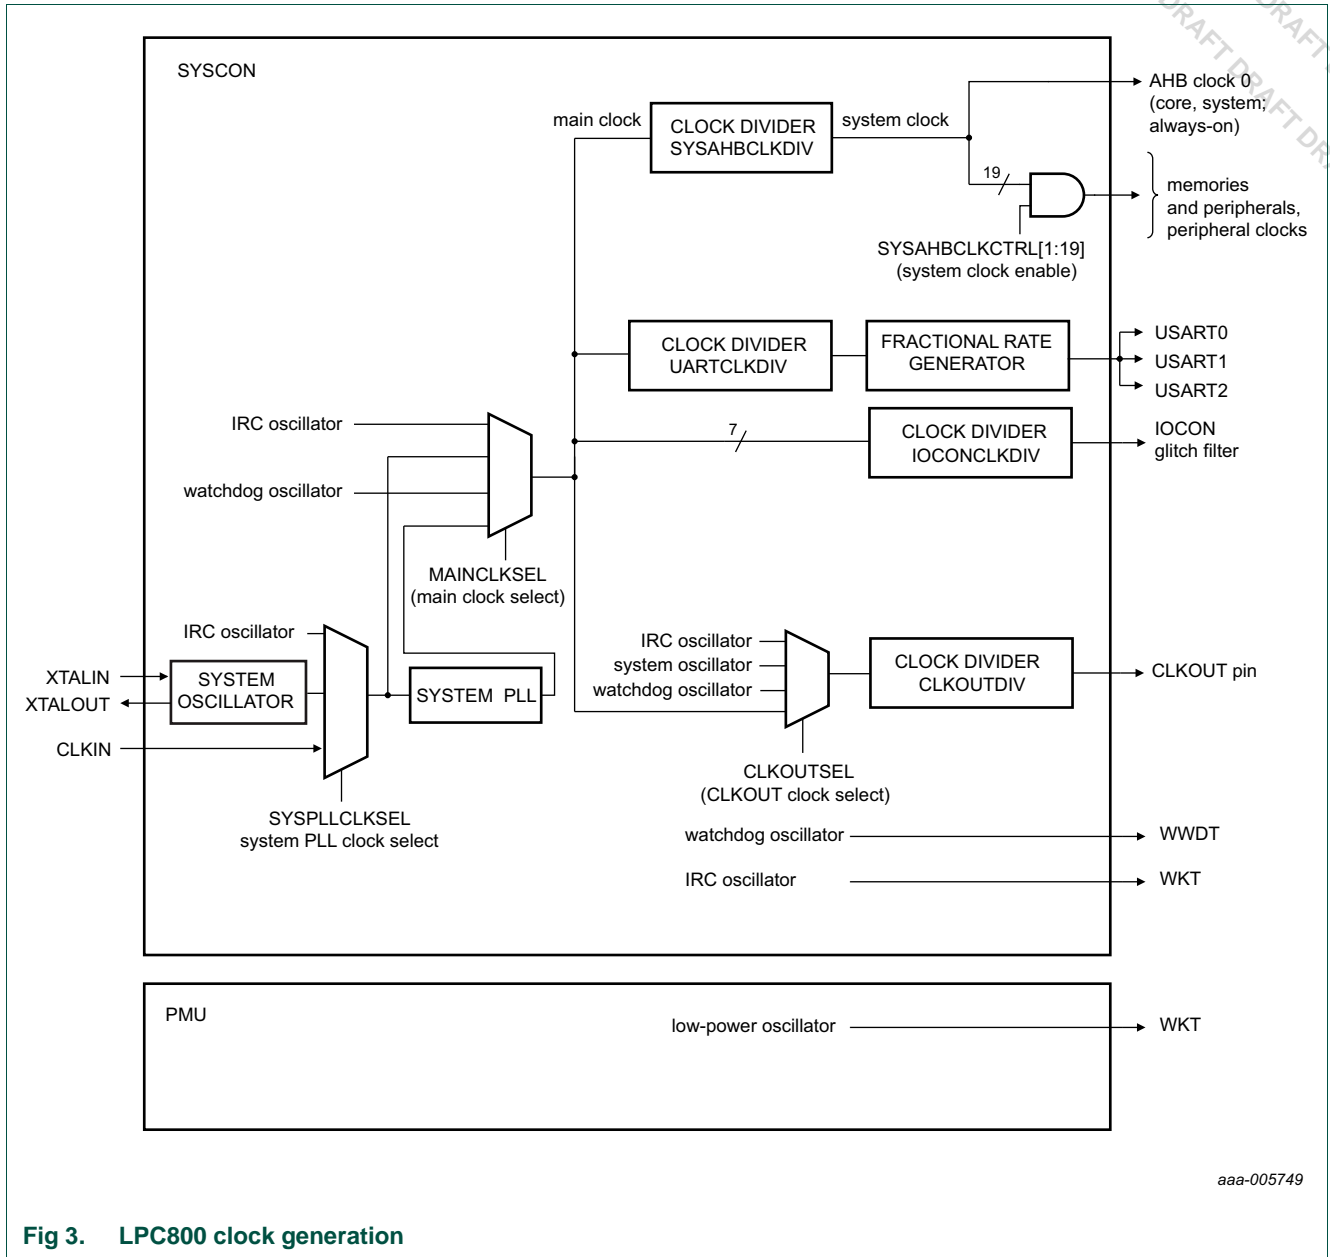 DRAFT DRAFT DRAFT DR
DRAFT
SYSCON
AHB clock 0
(core, system;
always-on)
main clock
CLOCK DIVIDER
SYSAHBCLKDIV
system clock
19
memories
and peripherals,
peripheral clocks
SYSAHBCLKCTRL[1:19]
(system clock enable)
CLOCK DIVIDER
UARTCLKDIV
FRACTIONAL RATE
GENERATOR
USART0
USART1
USART2
IRC oscillator
7
CLOCK DIVIDER
IOCONCLKDIV
IOCON
glitch filter
watchdog oscillator
MAINCLKSEL
(main clock select)
IRC oscillator
XTALIN
XTALOUT
SYSTEM
OSCILLATOR
SYSTEM PLL
CLKIN
SYSPLLCLKSEL
system PLL clock select
IRC oscillator
system oscillator
watchdog oscillator
CLOCK DIVIDER
CLKOUTDIV
CLKOUT pin
CLKOUTSEL
(CLKOUT clock select)
watchdog oscillator
WWDT
IRC oscillator
WKT
PMU
low-power oscillator
WKT
aaa-005749
Fig 3. LPC800 clock generation